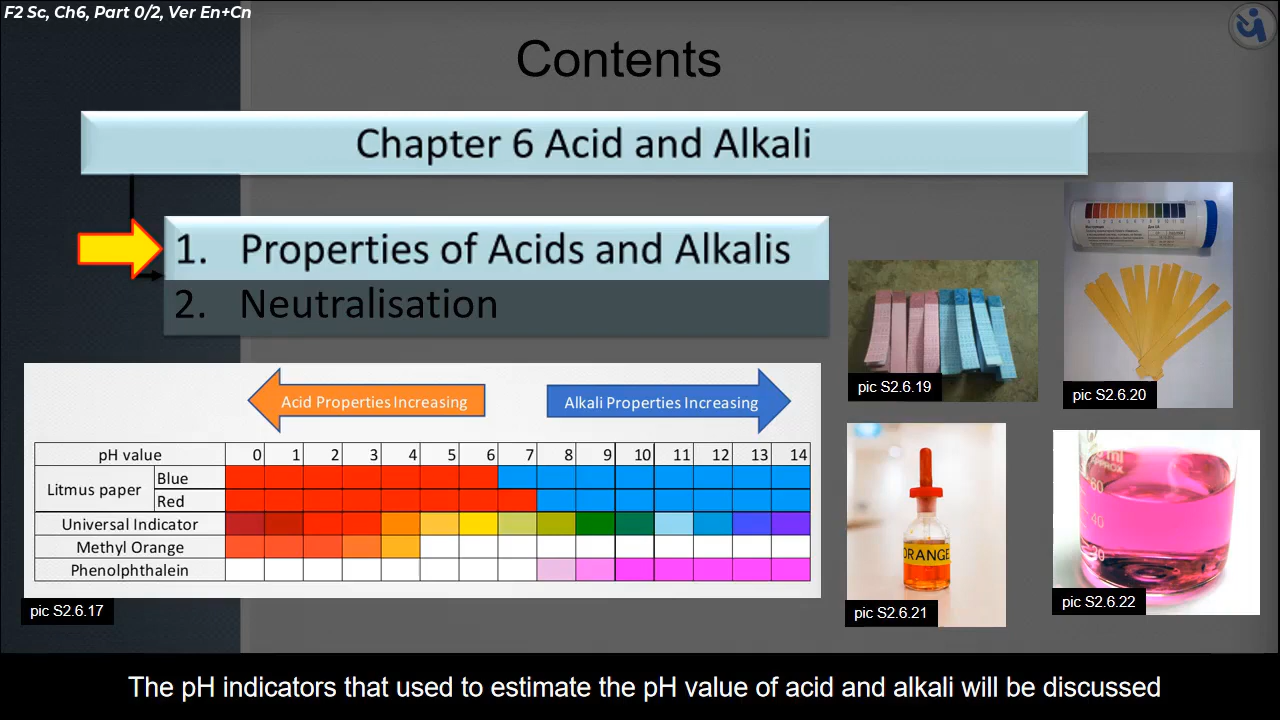 F2 Sc, Ch6, Part 0/2, Ver En+Cn
Contents
Chapter 6 Acid and Alkali
1. Properties of Acids and Alkalis
2. Neutralisation
Acid Properties Increasing
Alkali Properties Increasing
pH value 0 1 2 3 4 5 6 7 8 9 10 11 12 13 14
Litmus paper
Blue
Red
Universal Indicator
Methyl Orange
Phenolphthalein
pic S2.6.17
pic S2.6.19
pic S2.6.20
ORANGE
pic S2.6.21
APPROX
60
40
pic S2.6.22
The pH indicators that used to estimate the pH value of acid and alkali will be discussed